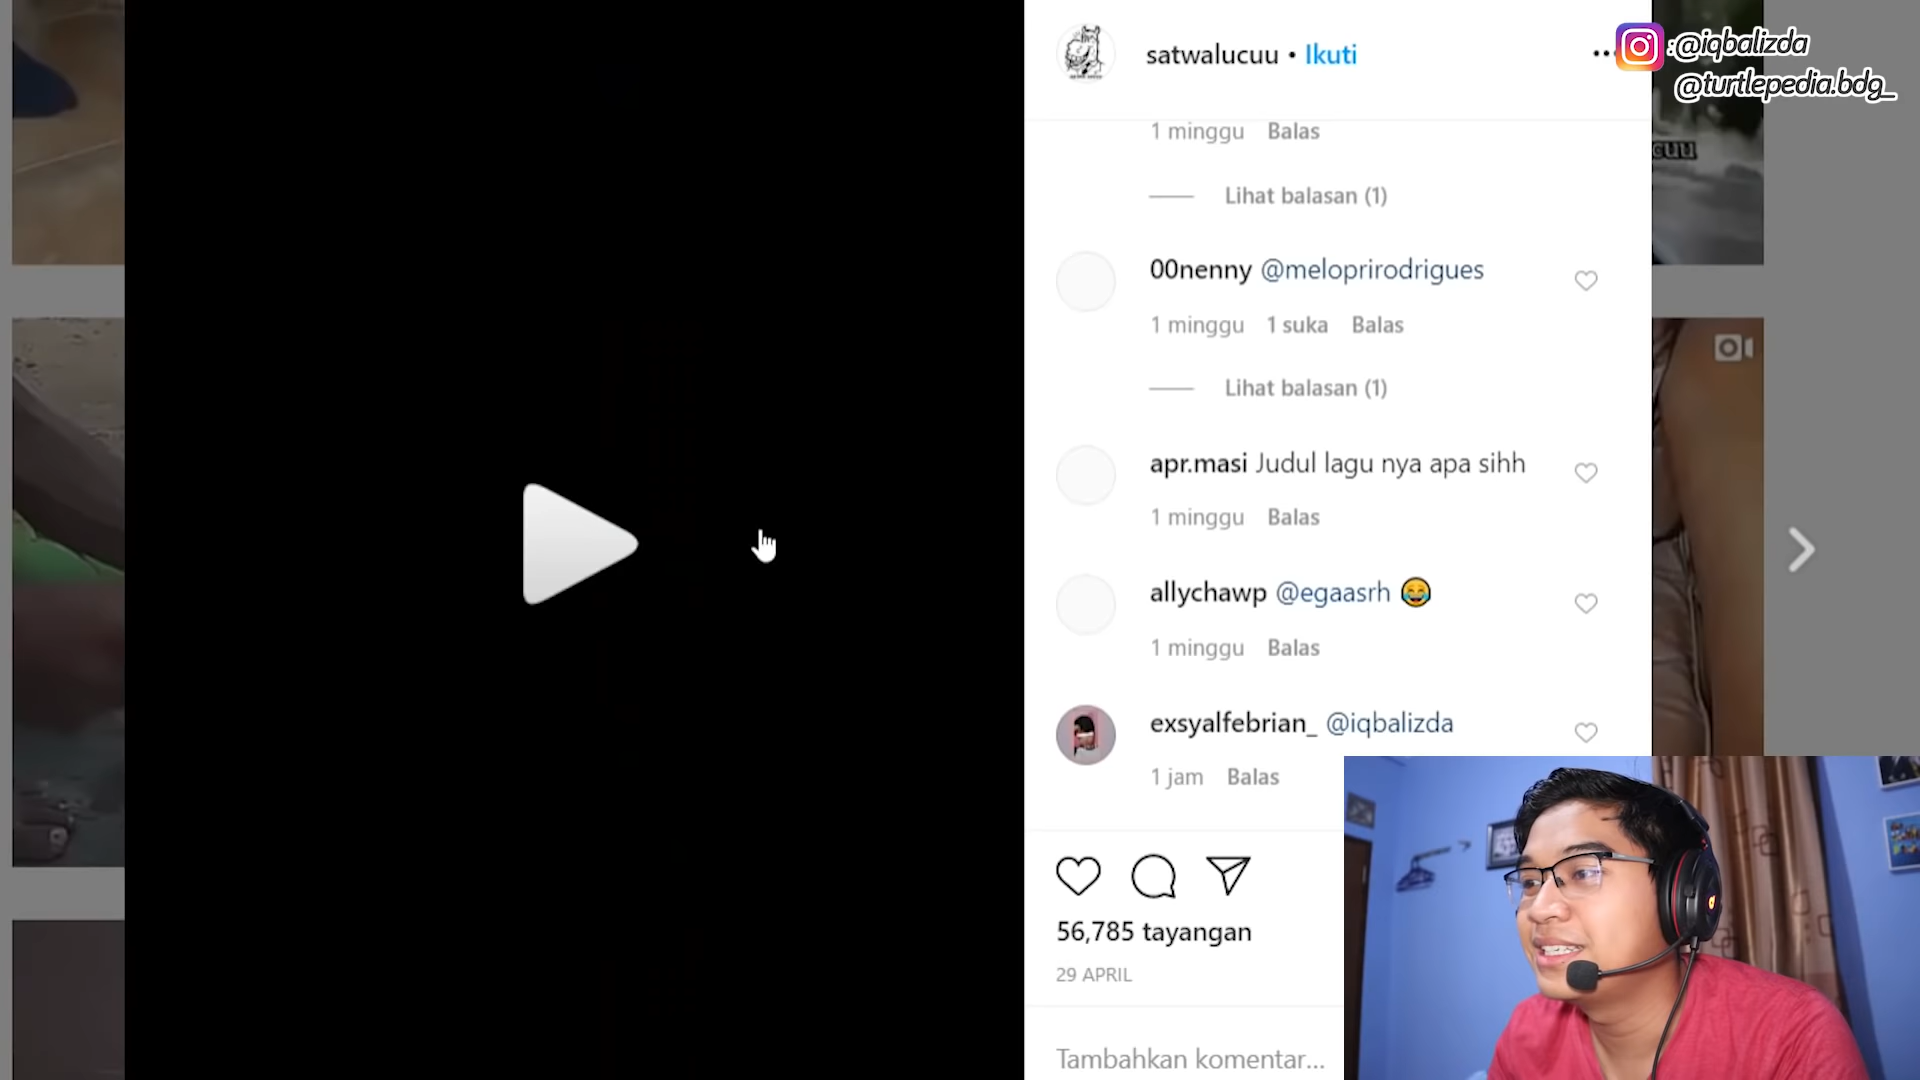 satwalucuu • Ikuti
:@iqbalizda
@turtlepedia.bdg_
cuu
1 minggu Balas
Lihat balasan (1)
00nenny @meloprirodrigues
1 minggu 1 suka Balas
Lihat balasan (1)
apr.masi Judul lagu nya apa sihh
1 minggu Balas
allychawp @egaasrh 😂
1 minggu Balas
exsyalfebrian_ @iqbalizda
1 jam Balas
56,785 tayangan
29 APRIL
Tambahkan komentar...